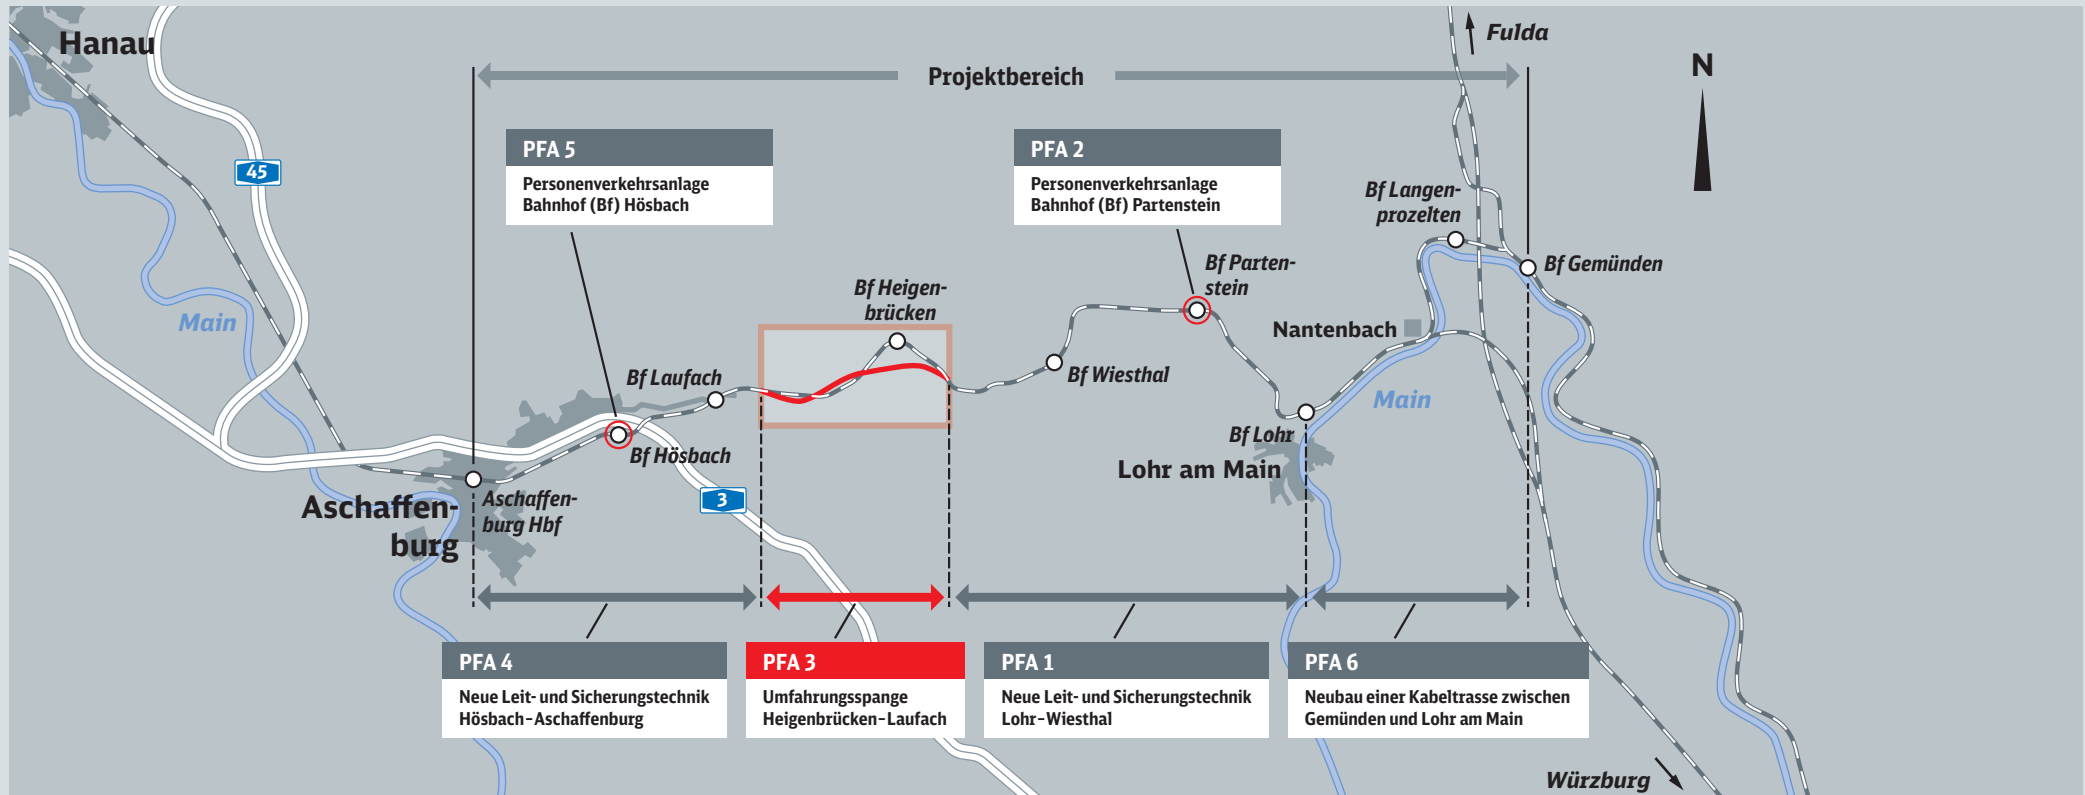 Hanau
Fulda
Projektbereich
N
45
PFA 5
Personenverkehrsanlage
Bahnhof (Bf) Hösbach
PFA 2
Personenverkehrsanlage
Bahnhof (Bf) Partenstein
Bf Langen-
prozelten
Bf Gemünden
Bf Parten-
stein
Bf Heigen-
brücken
Main
Nantenbach
Bf Laufach
Bf Wiesthal
Main
Bf Lohr
Bf Hösbach
Lohr am Main
3
Aschaffen-
burg
Aschaffen-
burg Hbf
PFA 4
Neue Leit- und Sicherungstechnik
Hösbach–Aschaffenburg
PFA 3
Umfahrungsspange
Heigenbrücken–Laufach
PFA 1
Neue Leit- und Sicherungstechnik
Lohr–Wiesthal
PFA 6
Neubau einer Kabeltrasse zwischen
Gemünden und Lohr am Main
Würzburg